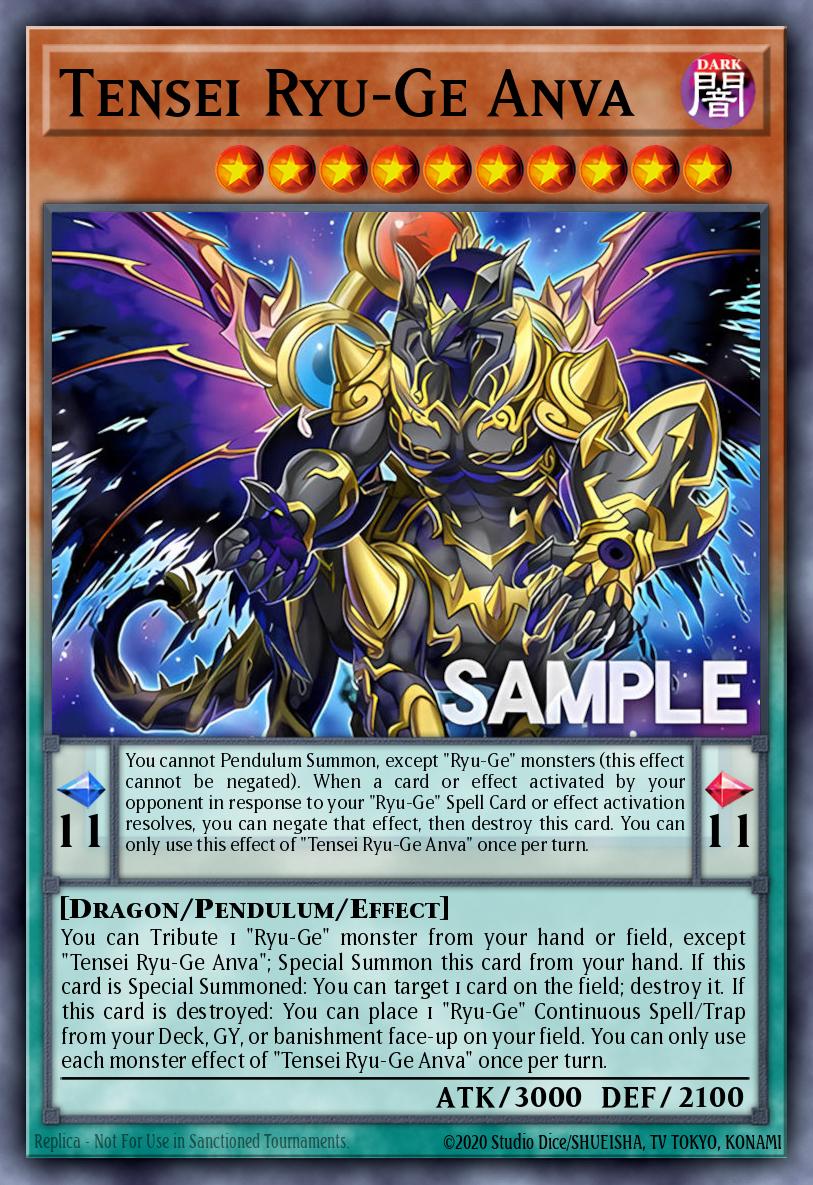 Tensei Ryu-Ge Anva
DARK
闇
SAMPLE
You cannot Pendulum Summon, except "Ryu-Ge" monsters (this effect
cannot be negated). When a card or effect activated by your
opponent in response to your "Ryu-Ge" Spell Card or effect activation
resolves, you can negate that effect, then destroy this card. You can
only use this effect of "Tensei Ryu-Ge Anva" once per turn.
11
11
[Dragon/Pendulum/Effect]
You can Tribute 1 "Ryu-Ge" monster from your hand or field, except
"Tensei Ryu-Ge Anva"; Special Summon this card from your hand. If this
card is Special Summoned: You can target 1 card on the field; destroy it. If
this card is destroyed: You can place 1 "Ryu-Ge" Continuous Spell/Trap
from your Deck, GY, or banishment face-up on your field. You can only use
each monster effect of "Tensei Ryu-Ge Anva" once per turn.
ATK/3000 DEF/2100
Replica - Not For Use in Sanctioned Tournaments.
©2020 Studio Dice/SHUEISHA, TV TOKYO, KONAMI